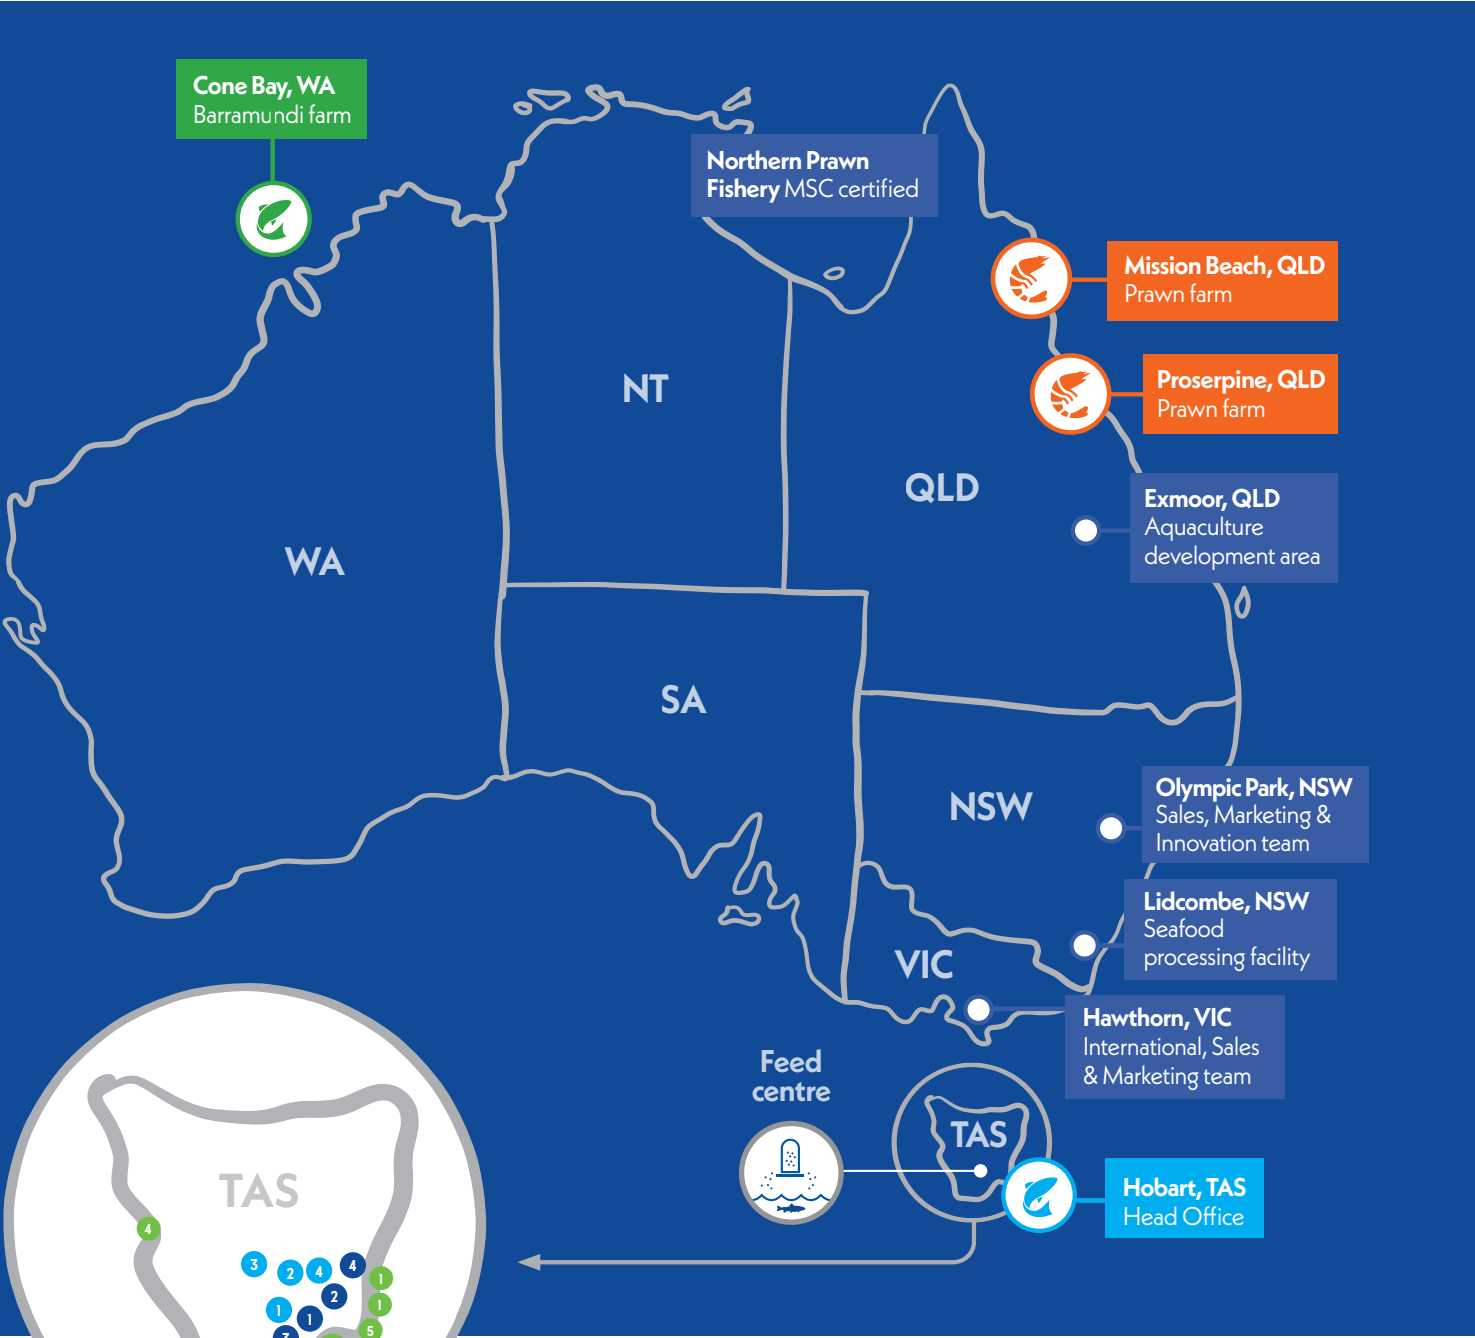 Cone Bay, WA
Barramundi farm
Northern Prawn
Fishery MSC certified
Mission Beach, QLD
Prawn farm
Proserpine, QLD
Prawn farm
NT
QLD
Exmoor, QLD
Aquaculture
development area
WA
SA
NSW
Olympic Park, NSW
Sales, Marketing &
Innovation team
Lidcombe, NSW
Seafood
processing facility
VIC
Hawthorn, VIC
International, Sales
& Marketing team
Feed
centre
TAS
Hobart, TAS
Head Office
TAS
4
3
2
4
4
1
2
1
1
1
5